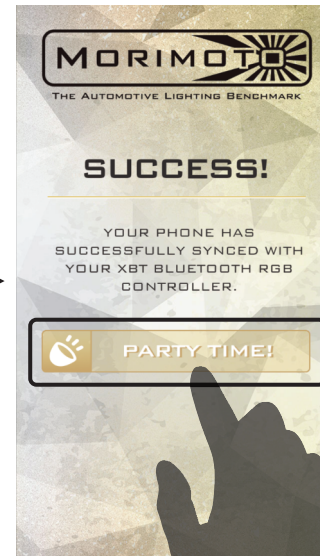 MORIMOTO
THE AUTOMOTIVE LIGHTING BENCHMARK
SUCCESS!
YOUR PHONE HAS
SUCCESSFULLY SYNCED WITH
YOUR XBT BLUETOOTH RGB
CONTROLLER.
PARTY TIME!